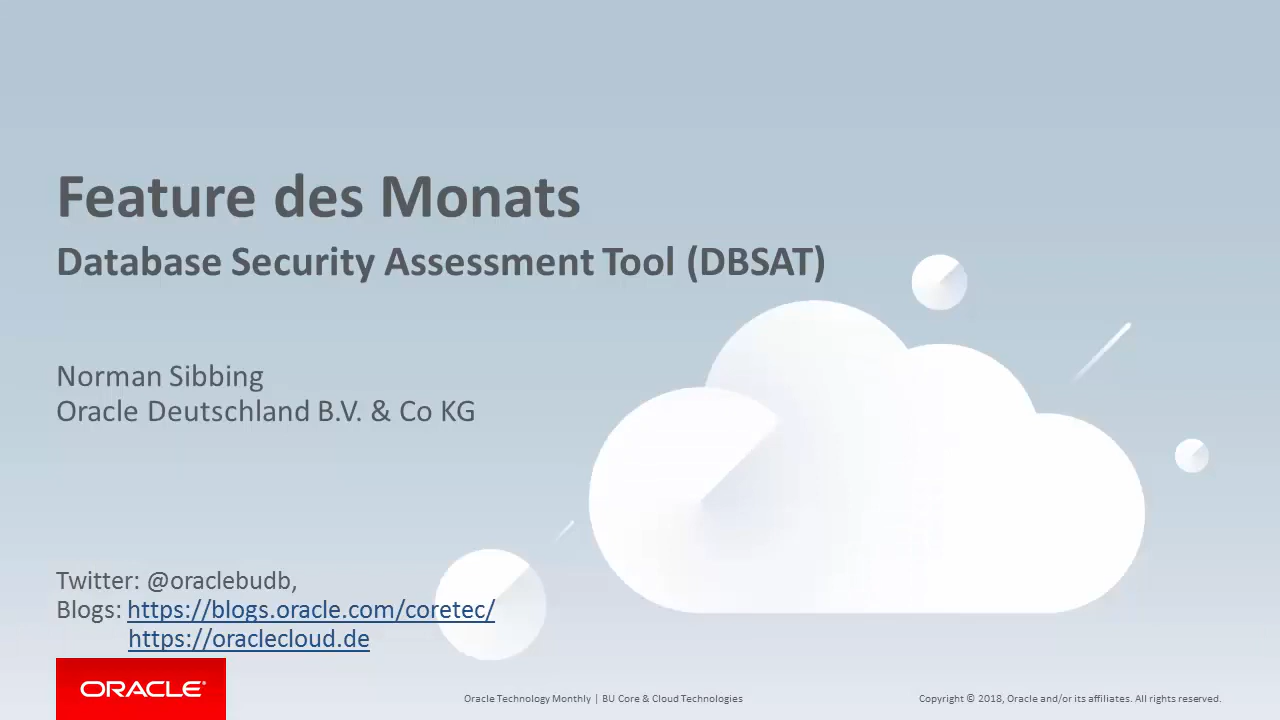 Feature des Monats
Database Security Assessment Tool (DBSAT)
Norman Sibbing
Oracle Deutschland B.V. & Co KG
Twitter: @oraclebudb,
Blogs: https://blogs.oracle.com/coretec/
https://oraclecloud.de
ORACLE®
Oracle Technology Monthly | BU Core & Cloud Technologies
Copyright © 2018, Oracle and/or its affiliates. All rights reserved.